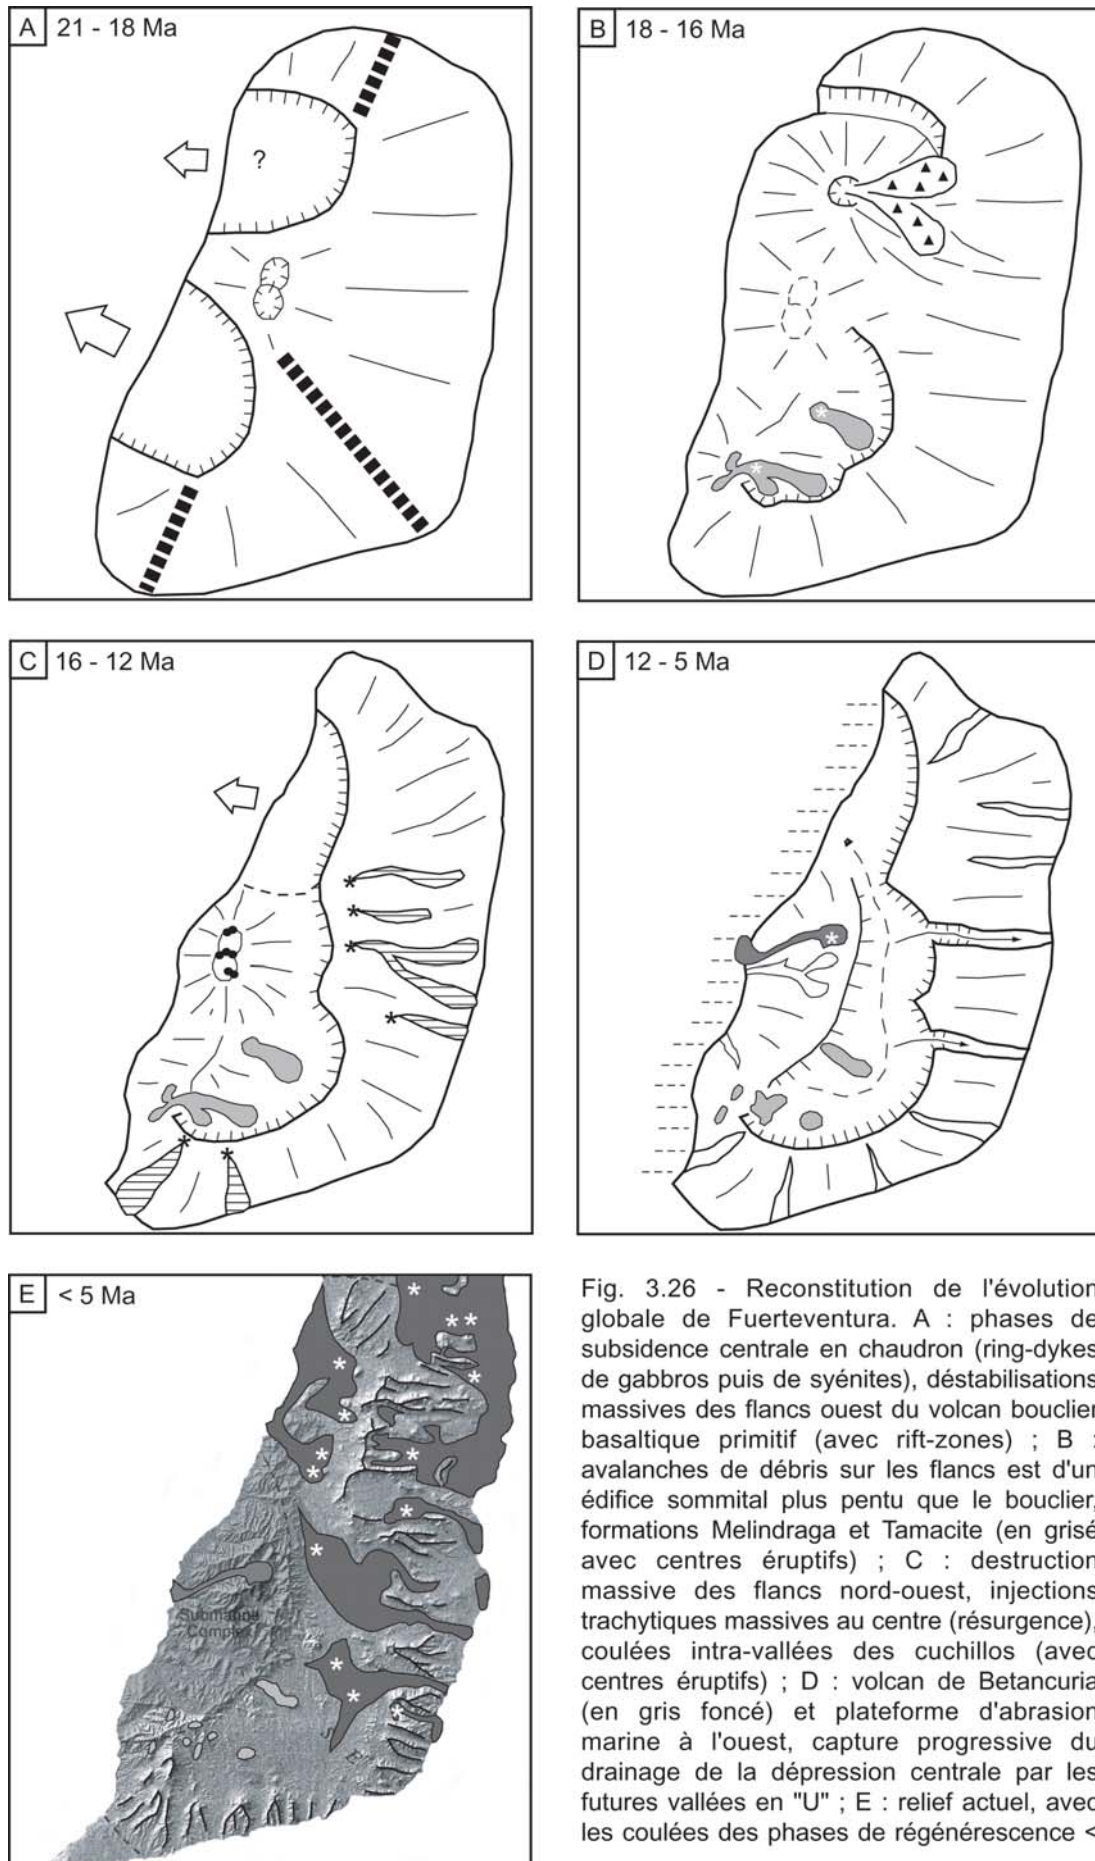 A 21 - 18 Ma
?
B 18 - 16 Ma
C 16 - 12 Ma
D 12 - 5 Ma
E < 5 Ma
Submarine
Complex
Fig. 3.26 - Reconstitution de l'évolution
globale de Fuerteventura. A : phases de
subsidence centrale en chaudron (ring-dykes
de gabbros puis de syénites), déstabilisations
massives des flancs ouest du volcan bouclier
basaltique primitif (avec rift-zones) ; B :
avalanches de débris sur les flancs est d'un
édifice sommital plus pentu que le bouclier,
formations Melindraga et Tamacite (en grisé
avec centres éruptifs) ; C : destruction
massive des flancs nord-ouest, injections
trachytiques massives au centre (résurgence),
coulées intra-vallées des cuchillos (avec
centres éruptifs) ; D : volcan de Betancuria
(en gris foncé) et plateforme d'abrasion
marine à l'ouest, capture progressive du
drainage de la dépression centrale par les
futures vallées en "U" ; E : relief actuel, avec
les coulées des phases de régénérescence <